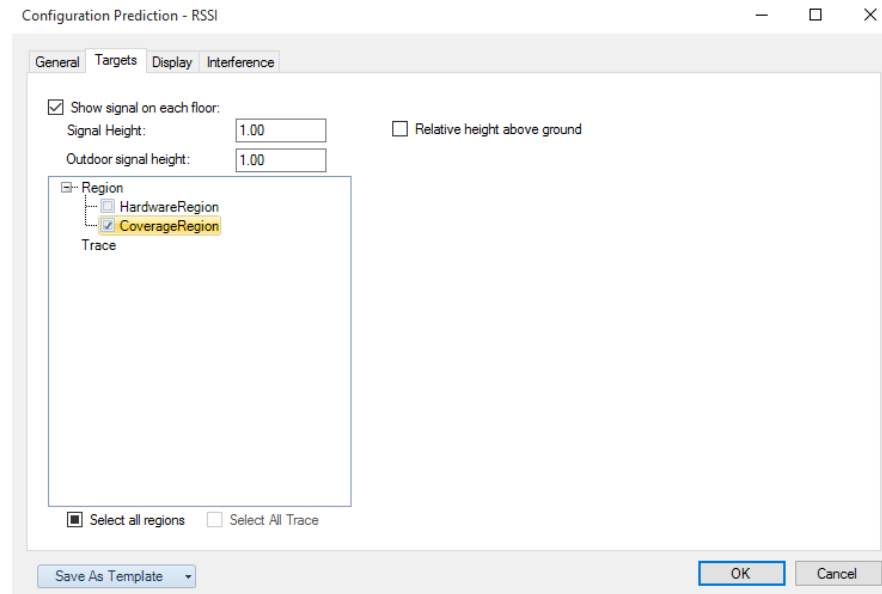 Configuration Prediction - RSSI
General Targets Display Interference
Show signal on each floor:
Signal Height: 1.00 Relative height above ground
Outdoor signal height: 1.00
Region
HardwareRegion
CoverageRegion
Trace
Select all regions Select All Trace
Save As Template OK Cancel